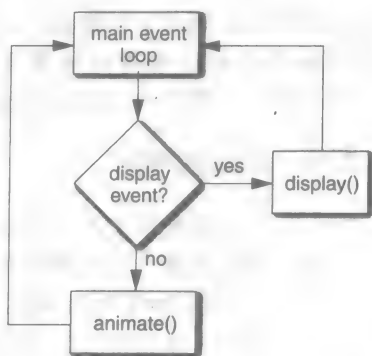 main event
loop
display
event?
yes
display()
no
animate()